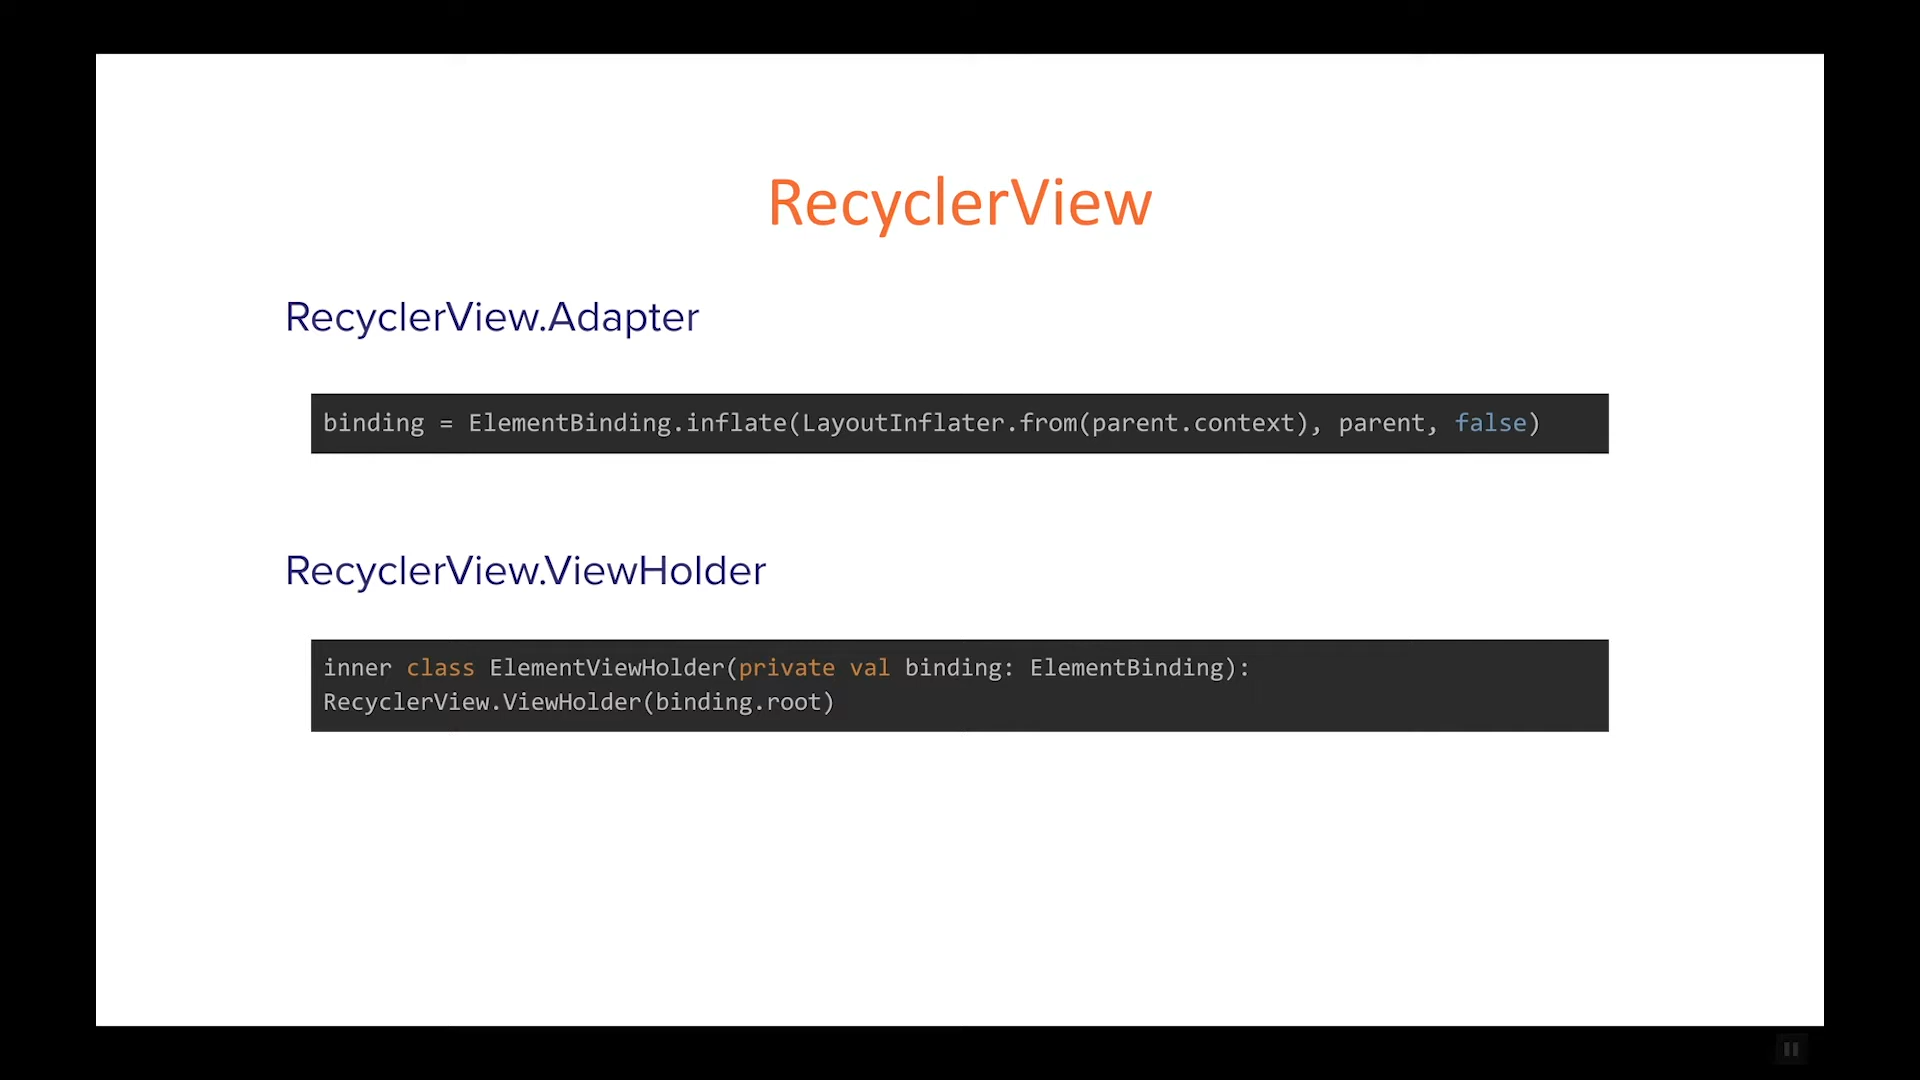 RecyclerView
RecyclerView.Adapter
binding = ElementBinding.inflate(LayoutInflater.from(parent.context), parent, false)
RecyclerView.ViewHolder
inner class ElementViewHolder(private val binding: ElementBinding):
RecyclerView.ViewHolder(binding.root)